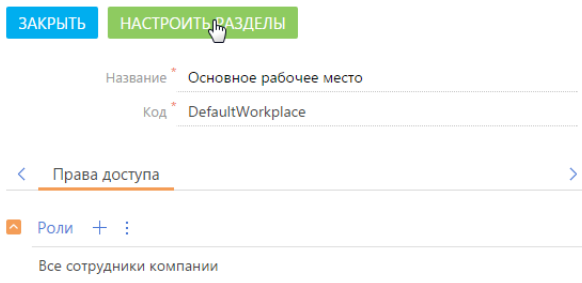 ЗАКРЫТЬ НАСТРОИТЬ РАЗДЕЛЫ
Название * Основное рабочее место
Код * DefaultWorkplace
Права доступа
Роли
Все сотрудники компании